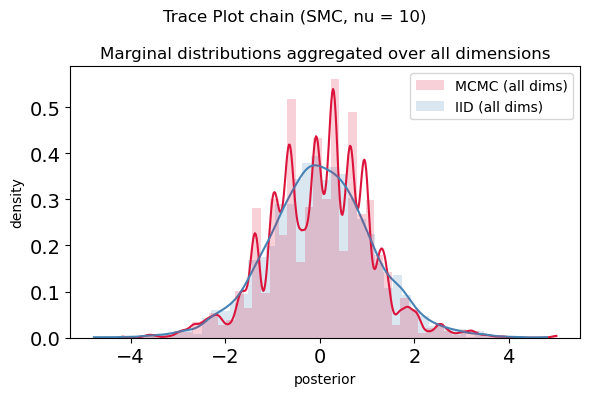 Trace Plot chain (SMC, nu = 10)
Marginal distributions aggregated over all dimensions
MCMC (all dims)
IID (all dims)
density
0.5
0.4
0.3
0.2
0.1
0.0
−4
−2
0
2
4
posterior